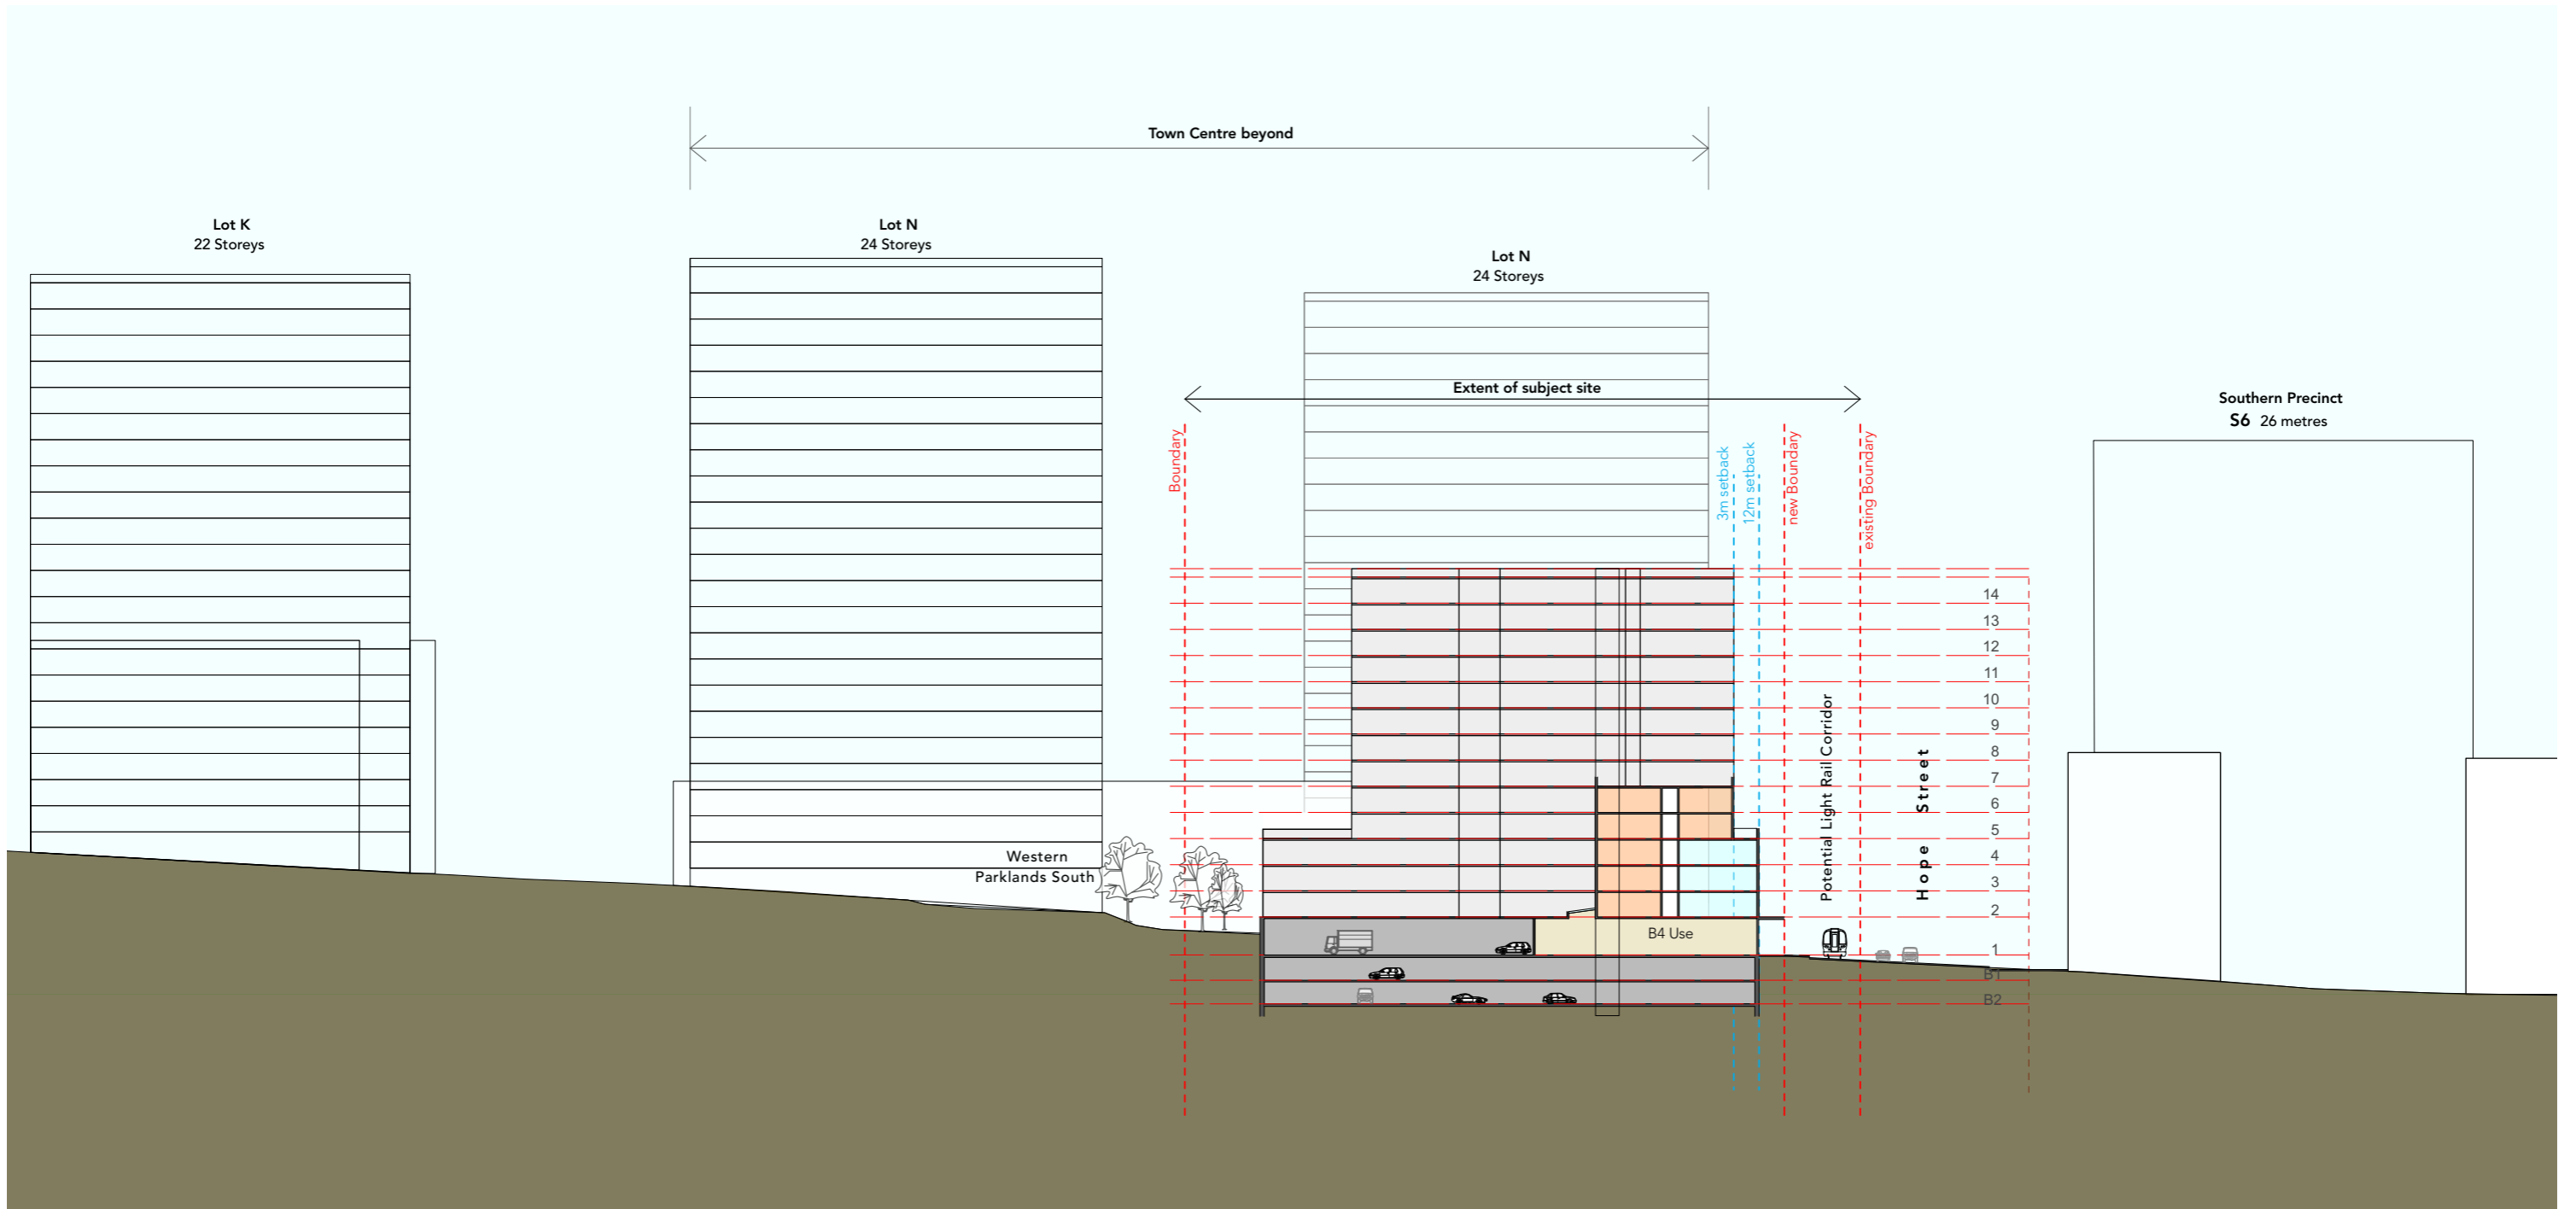 Town Centre beyond
Lot K
22 Storeys
Lot N
24 Storeys
Lot N
24 Storeys
Extent of subject site
Southern Precinct
S6 26 metres
Boundary
3m setback
12m setback
new Boundary
existing Boundary
14
13
12
11
10
9
8
7
6
5
4
3
2
1
B1
B2
Potential Light Rail Corridor
Hope Street
Western
Parklands South
B4 Use